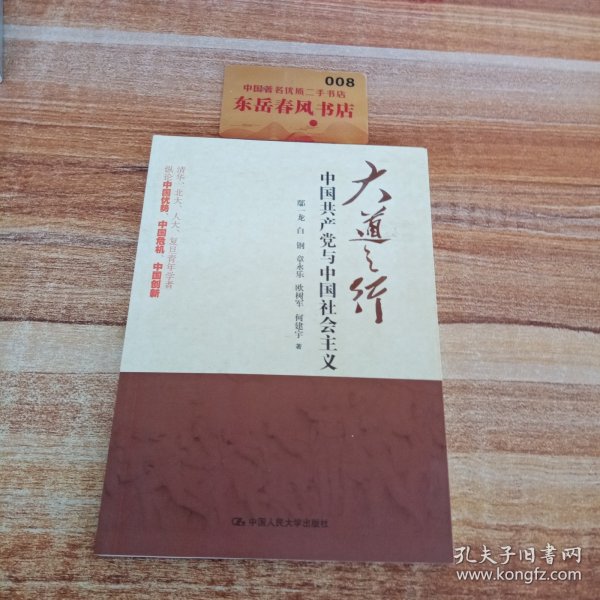 008
中国著名优质二手书店
东岳春风书店
大道之行
中国共产党与中国社会主义
鄢一龙 白 钢 章永乐 欧树军 何建宇 著
清华、北大、人大、复旦青年学者
纵论中国优势、中国危机、中国创新
中国人民大学出版社
孔夫子旧书网
www.kongfz.com